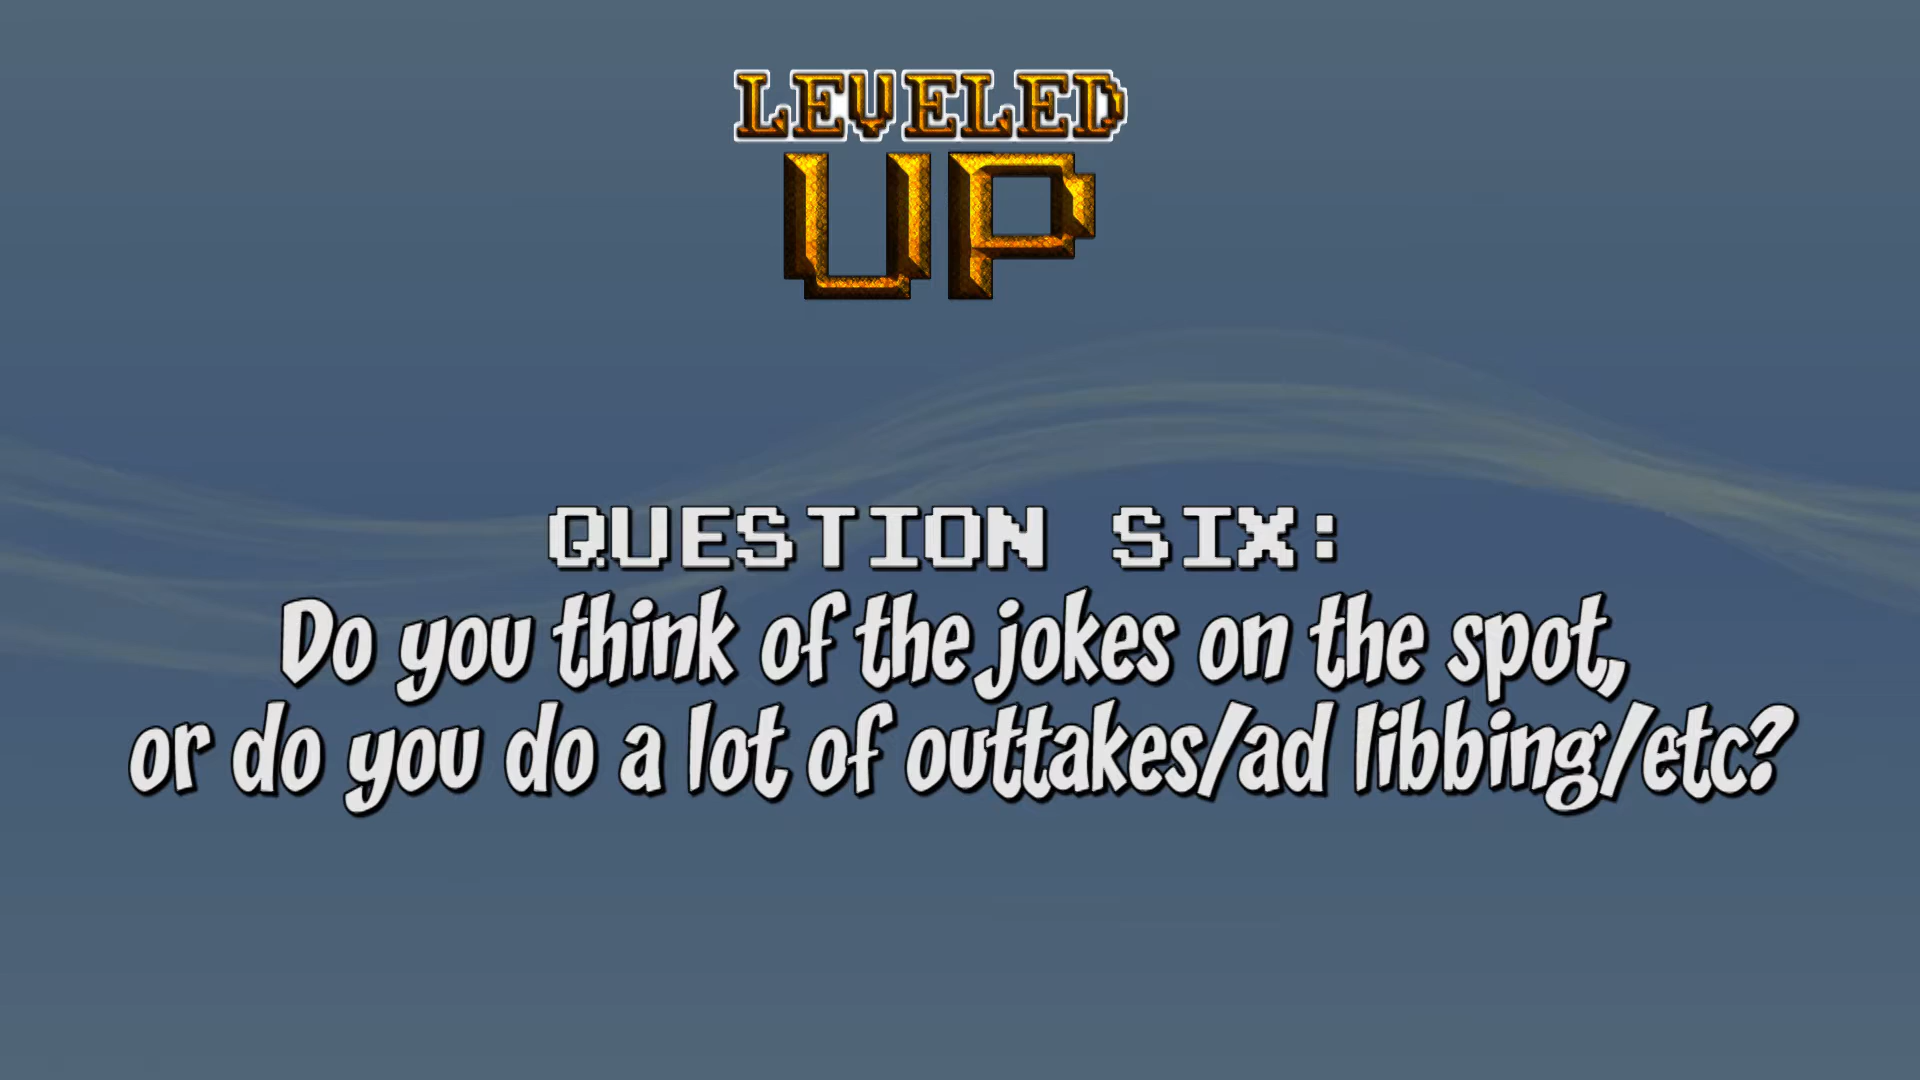 LEVELED
UP
QUESTION SIX:
Do you think of the jokes on the spot,
or do you do a lot of outtakes/ad libbing/etc?